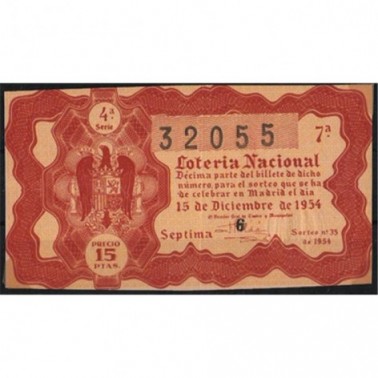 4ª
Serie
32055
7ª
Lotería Nacional
Décima parte del billete de dicho
número para el sorteo que se ha
de celebrar en Madrid el día
15 de Diciembre de 1954
6
Septima
Sorteo nº 35
de 1954
PRECIO
15
PTAS.